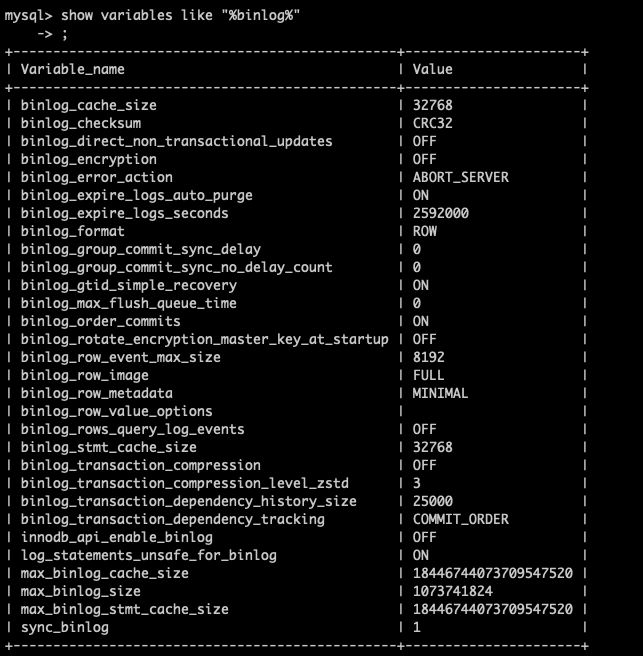 mysql> show variables like "%binlog%"
    -> ;
+--------------------------------------------+----------------------+
| Variable_name                              | Value                |
+--------------------------------------------+----------------------+
| binlog_cache_size                          | 32768                |
| binlog_checksum                            | CRC32                |
| binlog_direct_non_transactional_updates    | OFF                  |
| binlog_encryption                          | OFF                  |
| binlog_error_action                        | ABORT_SERVER         |
| binlog_expire_logs_auto_purge              | ON                   |
| binlog_expire_logs_seconds                 | 2592000              |
| binlog_format                              | ROW                  |
| binlog_group_commit_sync_delay             | 0                    |
| binlog_group_commit_sync_no_delay_count    | 0                    |
| binlog_gtid_simple_recovery                | ON                   |
| binlog_max_flush_queue_time                | 0                    |
| binlog_order_commits                       | ON                   |
| binlog_rotate_encryption_master_key_at_startup | OFF                  |
| binlog_row_event_max_size                  | 8192                 |
| binlog_row_image                           | FULL                 |
| binlog_row_metadata                        | MINIMAL              |
| binlog_row_value_options                   |                      |
| binlog_rows_query_log_events               | OFF                  |
| binlog_stmt_cache_size                     | 32768                |
| binlog_transaction_compression             | OFF                  |
| binlog_transaction_compression_level_zstd  | 3                    |
| binlog_transaction_dependency_history_size | 25000                |
| binlog_transaction_dependency_tracking     | COMMIT_ORDER         |
| innodb_api_enable_binlog                   | OFF                  |
| log_statements_unsafe_for_binlog           | ON                   |
| max_binlog_cache_size                      | 18446744073709547520 |
| max_binlog_size                            | 1073741824           |
| max_binlog_stmt_cache_size                 | 18446744073709547520 |
| sync_binlog                                | 1                    |
+--------------------------------------------+----------------------+